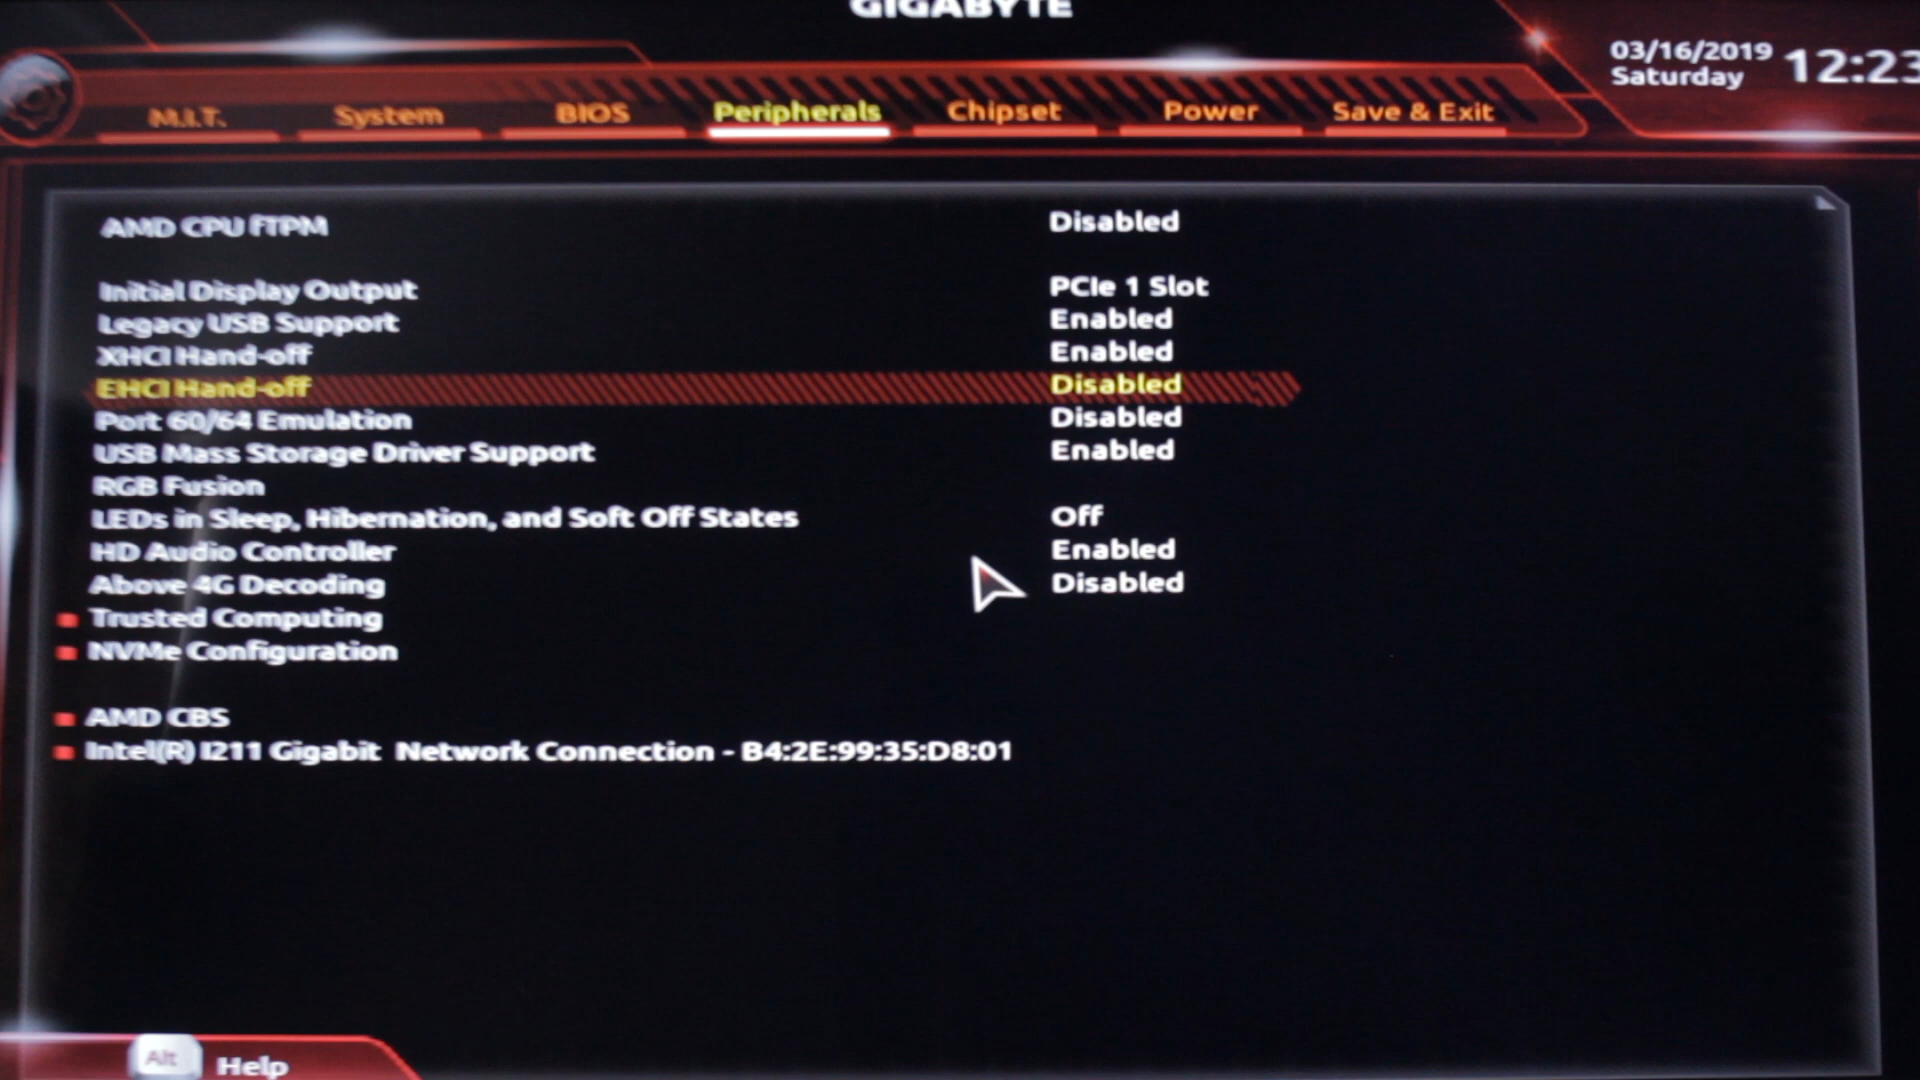 GIGABYTE
03/16/2019
Saturday
12:23
M.I.T. System BIOS Peripherals Chipset Power Save & Exit
AMD CPU fTPM Disabled
Initial Display Output PCIe 1 Slot
Legacy USB Support Enabled
XHCI Hand-off Enabled
EHCI Hand-off Disabled
Port 60/64 Emulation Disabled
USB Mass Storage Driver Support Enabled
RGB Fusion
LEDs in Sleep, Hibernation, and Soft Off States Off
HD Audio Controller Enabled
Above 4G Decoding Disabled
Trusted Computing
NVMe Configuration
AMD CBS
Intel(R) I211 Gigabit  Network Connection - B4:2E:99:35:D8:01
Alt Help